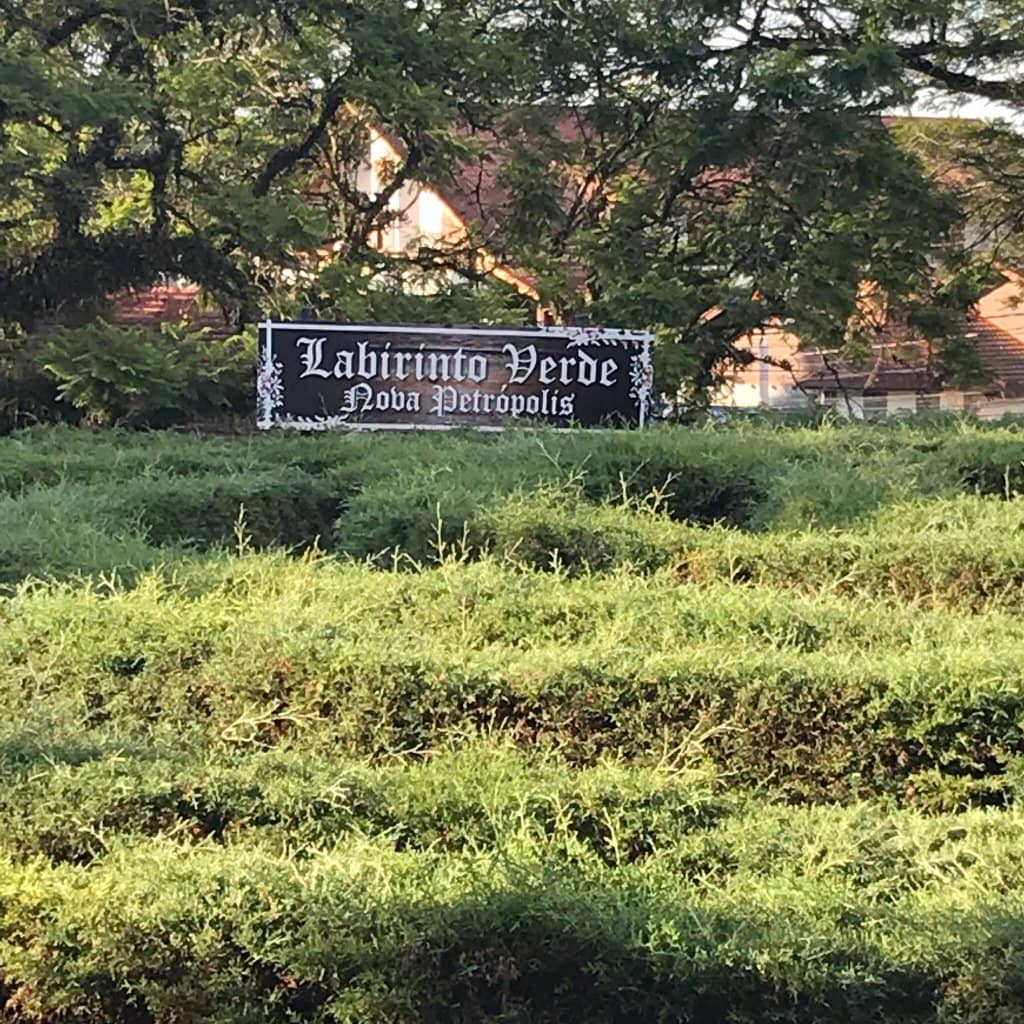 Labirinto Verde
Nova Petrópolis